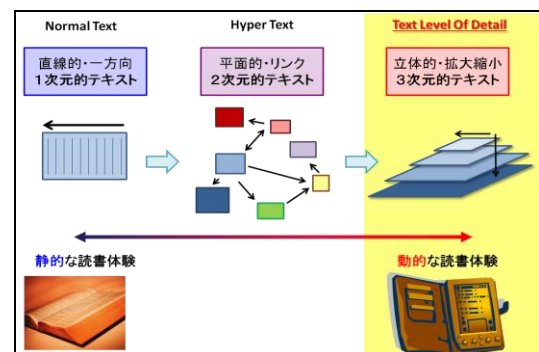 Normal Text
直線的・一方向
1次元的テキスト
Hyper Text
平面的・リンク
2次元的テキスト
Text Level Of Detail
立体的・拡大縮小
3次元的テキスト
静的な読書体験
動的な読書体験